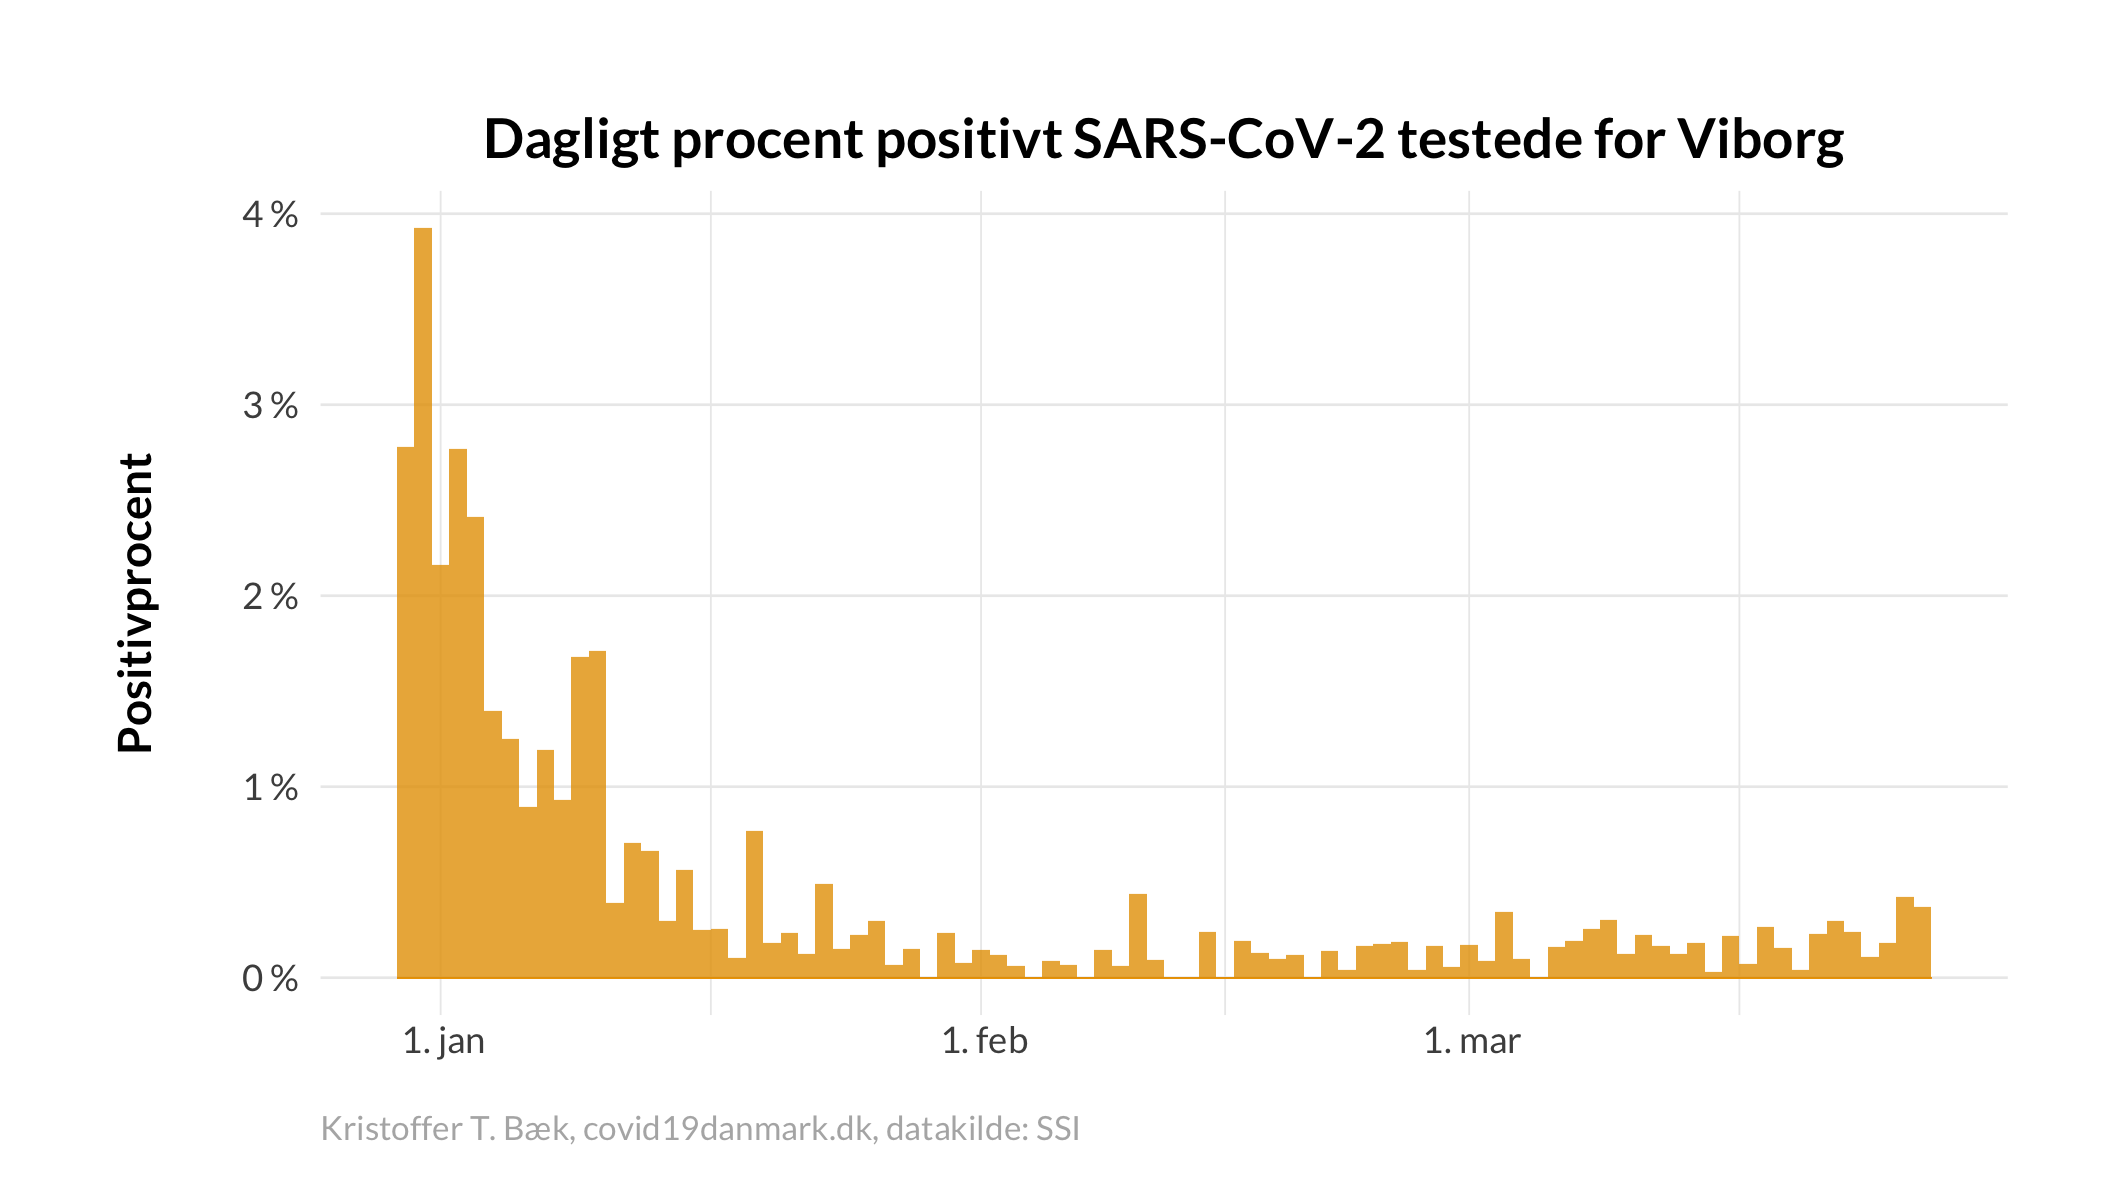 Dagligt procent positivt SARS-CoV-2 testede for Viborg
Positivprocent
4 %
3 %
2 %
1 %
0 %
1. jan
1. feb
1. mar
Kristoffer T. Bæk, covid19danmark.dk, datakilde: SSI